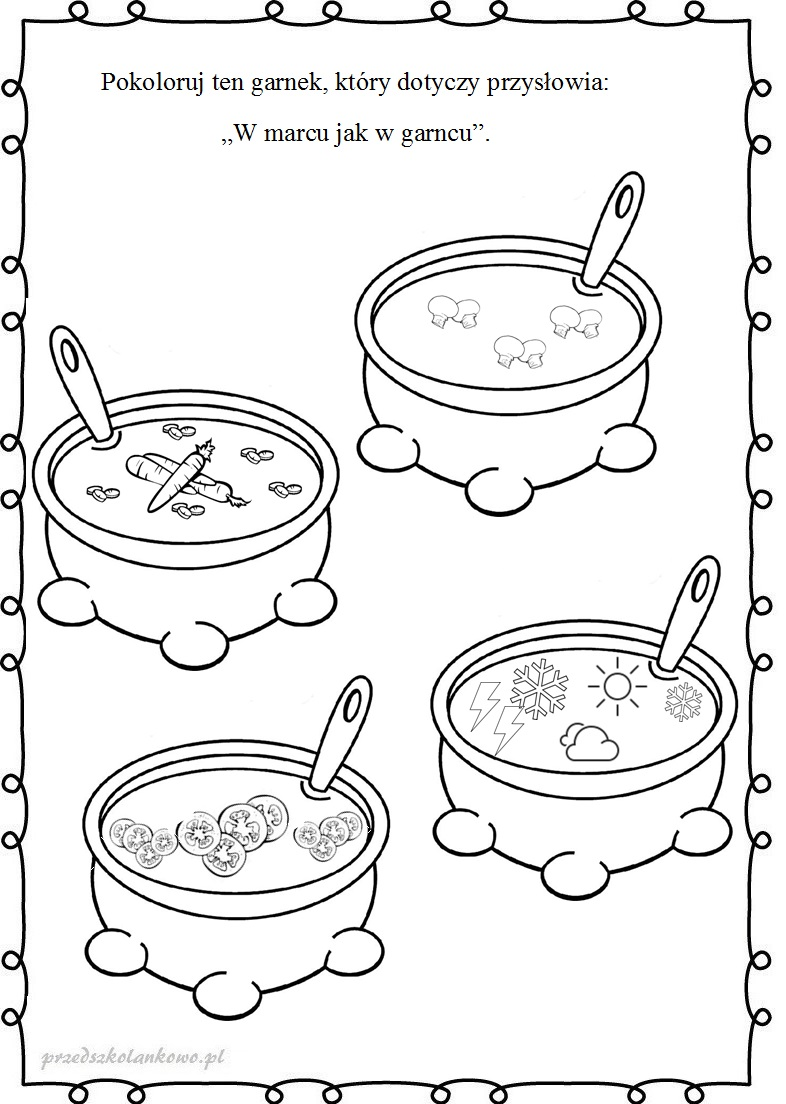 Pokoloruj ten garnek, który dotyczy przysłowia:
„W marcu jak w garncu”.
przedszkolankowo.pl